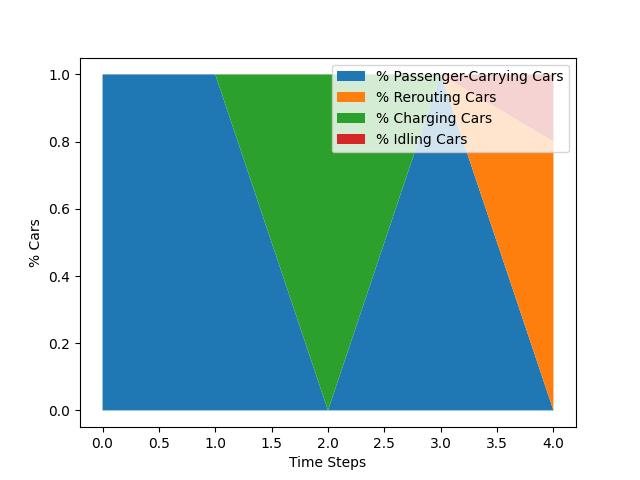 % Passenger-Carrying Cars
% Rerouting Cars
% Charging Cars
% Idling Cars
1.0
0.8
0.6
0.4
0.2
0.0
% Cars
0.0 0.5 1.0 1.5 2.0 2.5 3.0 3.5 4.0
Time Steps